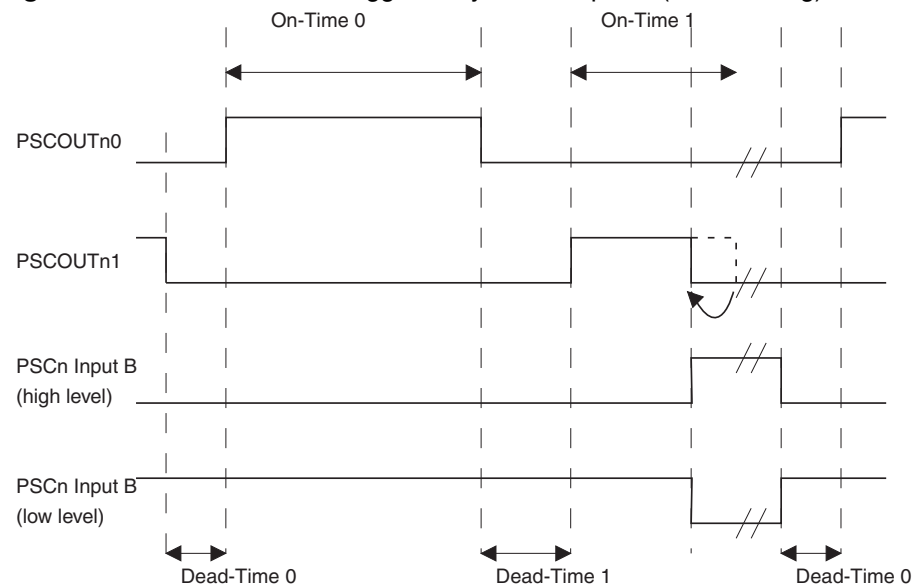 On-Time 0
On-Time 1
PSCOUTn0
PSCOUTn1
PSCn Input B
(high level)
PSCn Input B
(low level)
Dead-Time 0
Dead-Time 1
Dead-Time 0